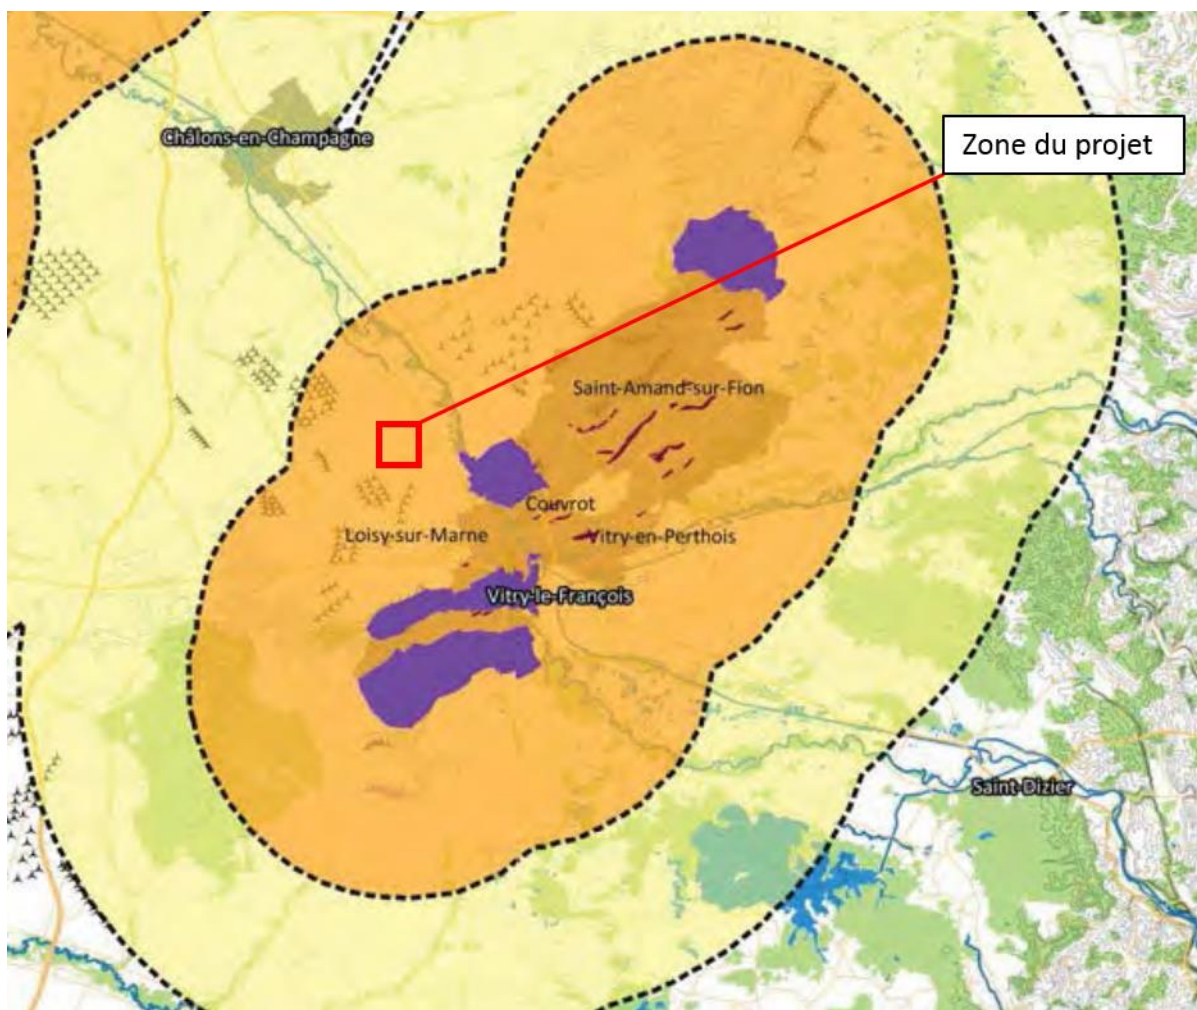 Châlons-en-Champagne
Zone du projet
Saint-Amand-sur-Fion
Couvrot
Loisy-sur-Marne
Vitry-en-Perthois
Vitry-le-François
Saint-Dizier